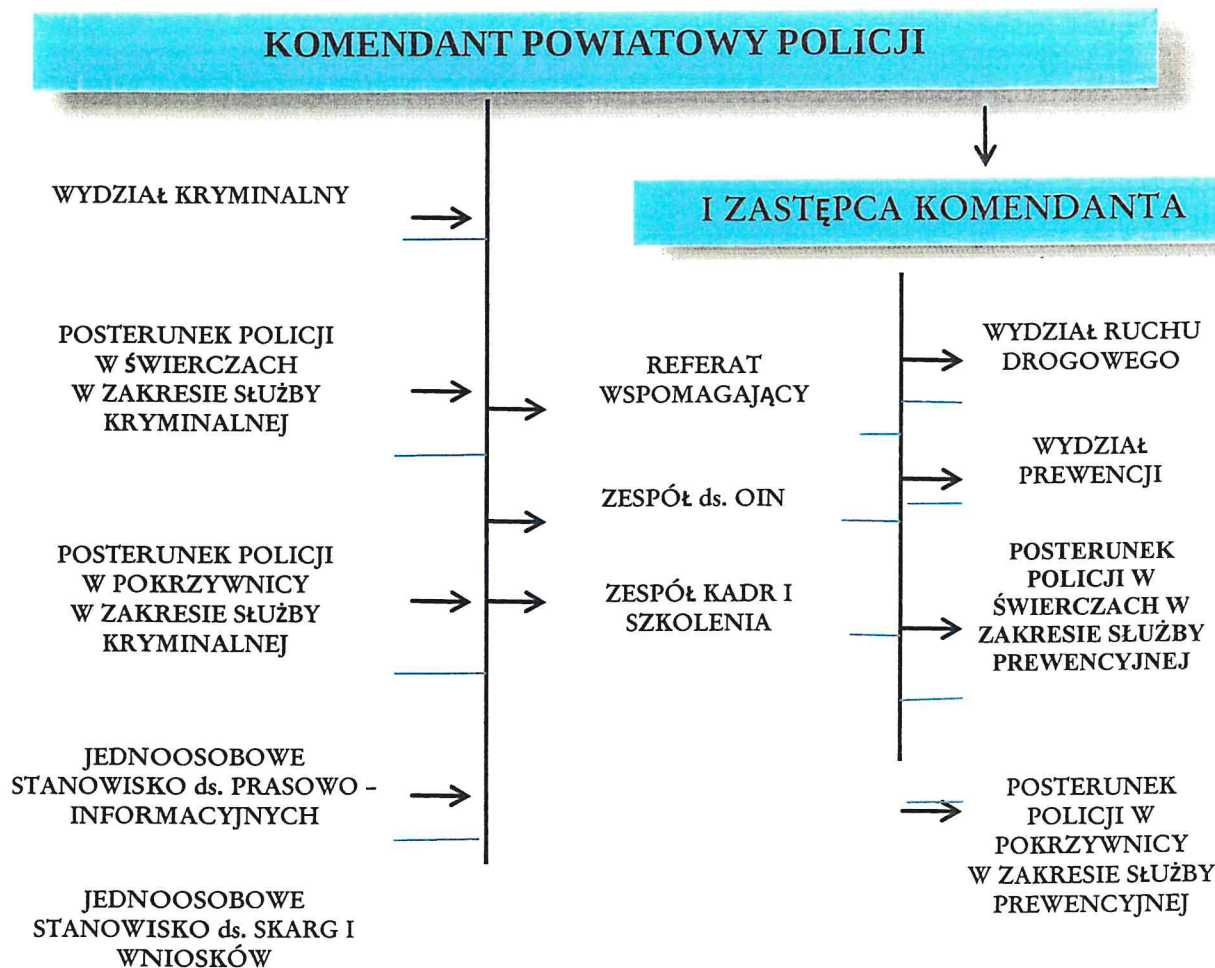 KOMENDANT POWIATOWY POLICJI
I ZASTĘPCA KOMENDANTA
WYDZIAŁ KRYMINALNY
POSTERUNEK POLICJI
W ŚWIERCZACH
W ZAKRESIE SŁUŻBY
KRYMINALNEJ
POSTERUNEK POLICJI
W POKRZYWNICY
W ZAKRESIE SŁUŻBY
KRYMINALNEJ
JEDNOOSOBOWE
STANOWISKO ds. PRASOWO –
INFORMACYJNYCH
JEDNOOSOBOWE
STANOWISKO ds. SKARG I
WNIOSKÓW
REFERAT
WSPOMAGAJĄCY
ZESPÓŁ ds. OIN
ZESPÓŁ KADR I
SZKOLENIA
WYDZIAŁ RUCHU
DROGOWEGO
WYDZIAŁ
PREWENCJI
POSTERUNEK
POLICJI W
ŚWIERCZACH W
ZAKRESIE SŁUŻBY
PREWENCYJNEJ
POSTERUNEK
POLICJI W
POKRZYWNICY
W ZAKRESIE SŁUŻBY
PREWENCYJNEJ